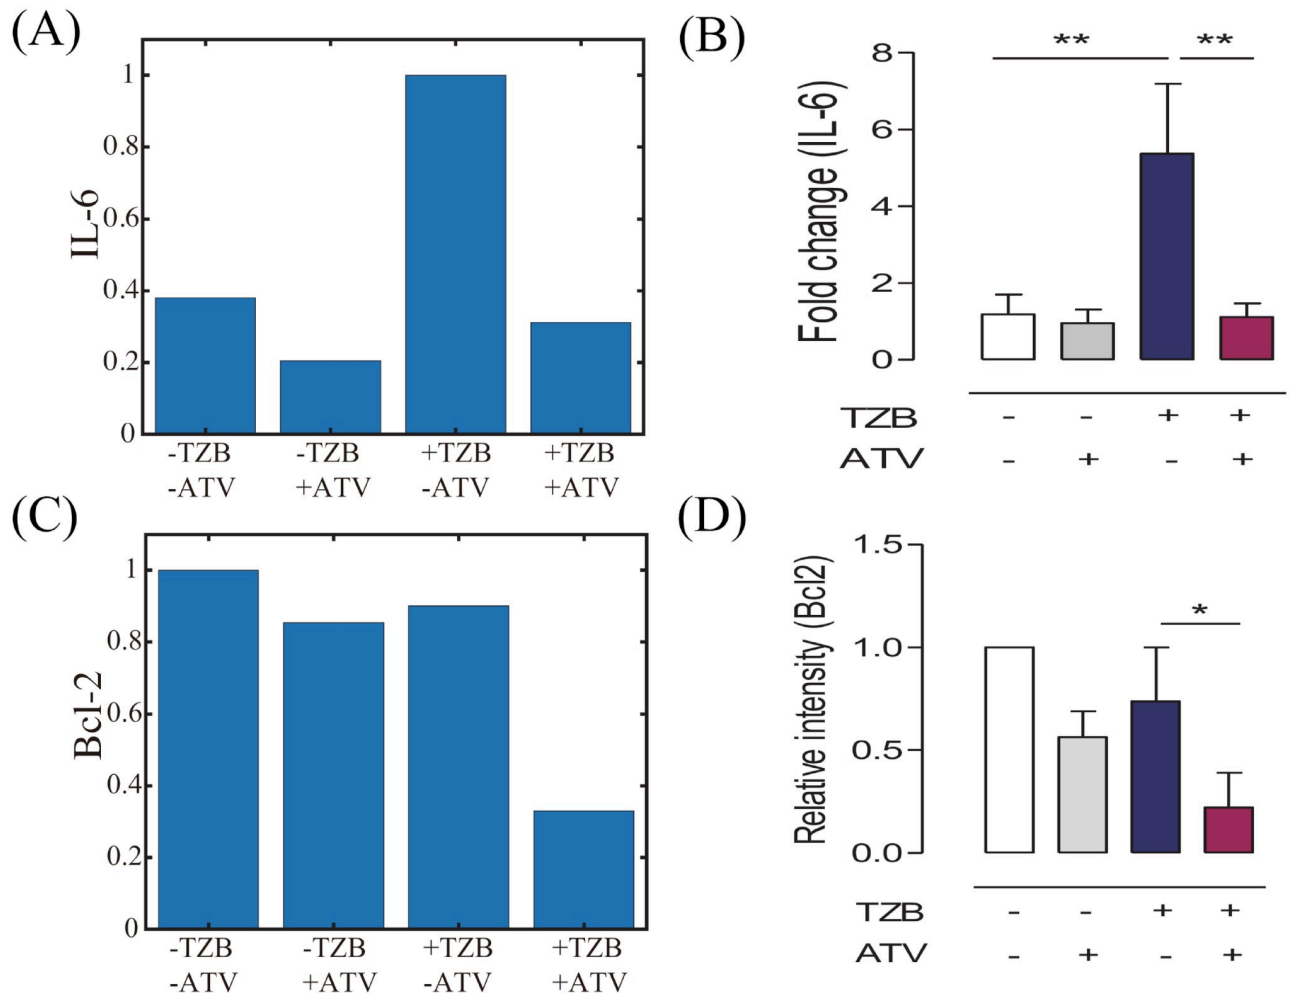 (A)
IL-6
1
0.8
0.6
0.4
0.2
0
-TZB -TZB +TZB +TZB
-ATV +ATV -ATV +ATV
(B)
Fold change (IL-6)
8
6
4
2
0
** **
TZB - - + +
ATV - + - +
(C)
Bcl-2
1
0.8
0.6
0.4
0.2
0
-TZB -TZB +TZB +TZB
-ATV +ATV -ATV +ATV
(D)
Relative intensity (Bcl2)
1.5
1.0
0.5
0.0
*
TZB - - + +
ATV - + - +